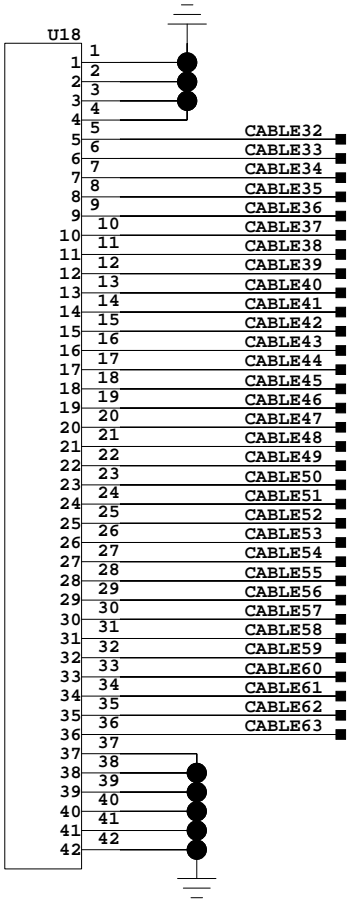 U18
1 1
2 2
3 3
4 4
5 5 CABLE32
6 6 CABLE33
7 7 CABLE34
8 8 CABLE35
9 9 CABLE36
10 10 CABLE37
11 11 CABLE38
12 12 CABLE39
13 13 CABLE40
14 14 CABLE41
15 15 CABLE42
16 16 CABLE43
17 17 CABLE44
18 18 CABLE45
19 19 CABLE46
20 20 CABLE47
21 21 CABLE48
22 22 CABLE49
23 23 CABLE50
24 24 CABLE51
25 25 CABLE52
26 26 CABLE53
27 27 CABLE54
28 28 CABLE55
29 29 CABLE56
30 30 CABLE57
31 31 CABLE58
32 32 CABLE59
33 33 CABLE60
34 34 CABLE61
35 35 CABLE62
36 36 CABLE63
37 37
38 38
39 39
40 40
41 41
42 42